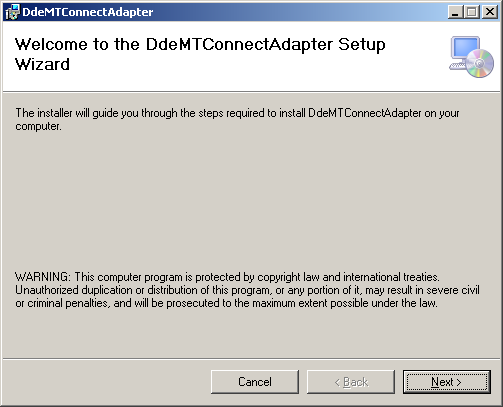 DdeMTConnectAdapter
Welcome to the DdeMTConnectAdapter Setup
Wizard
The installer will guide you through the steps required to install DdeMTConnectAdapter on your
computer.
WARNING: This computer program is protected by copyright law and international treaties.
Unauthorized duplication or distribution of this program, or any portion of it, may result in severe civil
or criminal penalties, and will be prosecuted to the maximum extent possible under the law.
Cancel < Back Next >